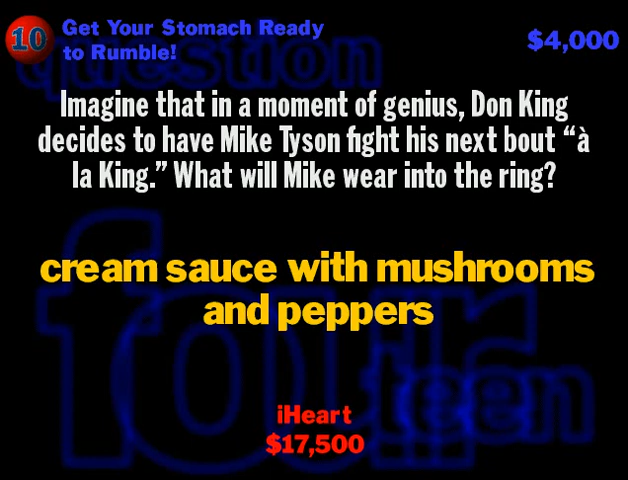 10
Get Your Stomach Ready
to Rumble!
$4,000
question
Imagine that in a moment of genius, Don King
decides to have Mike Tyson fight his next bout “à
la King.” What will Mike wear into the ring?
cream sauce with mushrooms
and peppers
fourteen
iHeart
$17,500